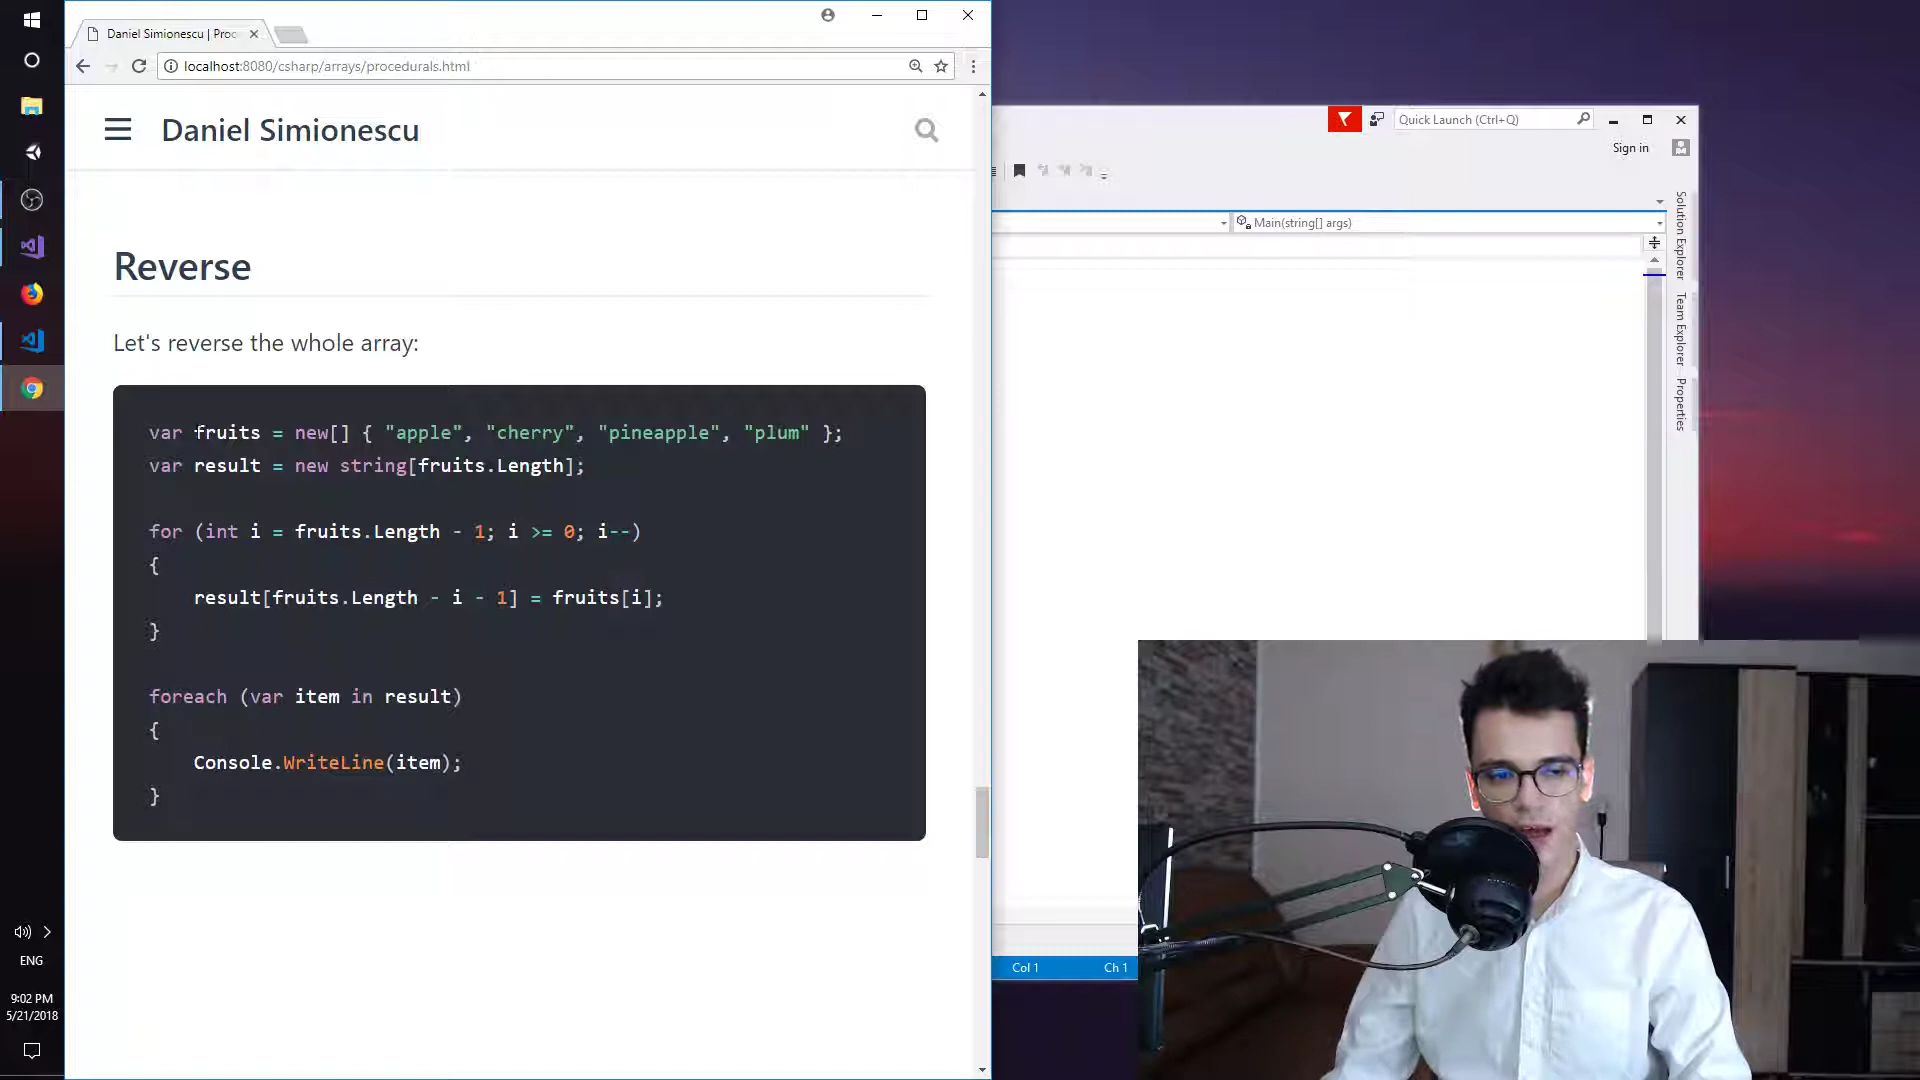 Daniel Simionescu | Proc
localhost:8080/csharp/arrays/procedurals.html
Daniel Simionescu
Reverse
Let's reverse the whole array:
var fruits = new[] { "apple", "cherry", "pineapple", "plum" };
var result = new string[fruits.Length];
for (int i = fruits.Length - 1; i >= 0; i--)
{
result[fruits.Length - i - 1] = fruits[i];
}
foreach (var item in result)
{
Console.WriteLine(item);
}
Quick Launch (Ctrl+Q)
Sign in
Main(string[] args)
Solution Explorer
Team Explorer
Properties
Col 1
Ch 1
ENG
9:02 PM
5/21/2018